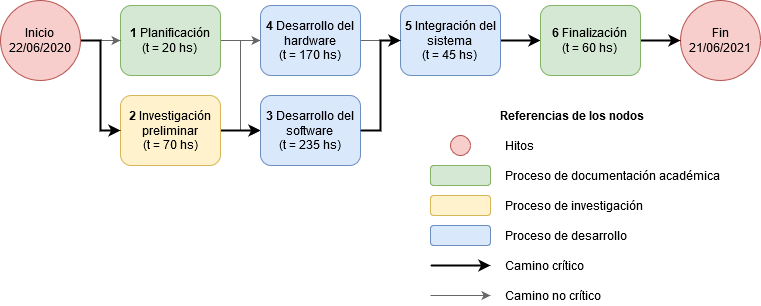 Inicio
22/06/2020
1 Planificación
(t = 20 hs)
4 Desarrollo del
hardware
(t = 170 hs)
5 Integración del
sistema
(t = 45 hs)
6 Finalización
(t = 60 hs)
Fin
21/06/2021
2 Investigación
preliminar
(t = 70 hs)
3 Desarrollo del
software
(t = 235 hs)
Referencias de los nodos
Hitos
Proceso de documentación académica
Proceso de investigación
Proceso de desarrollo
Camino crítico
Camino no crítico